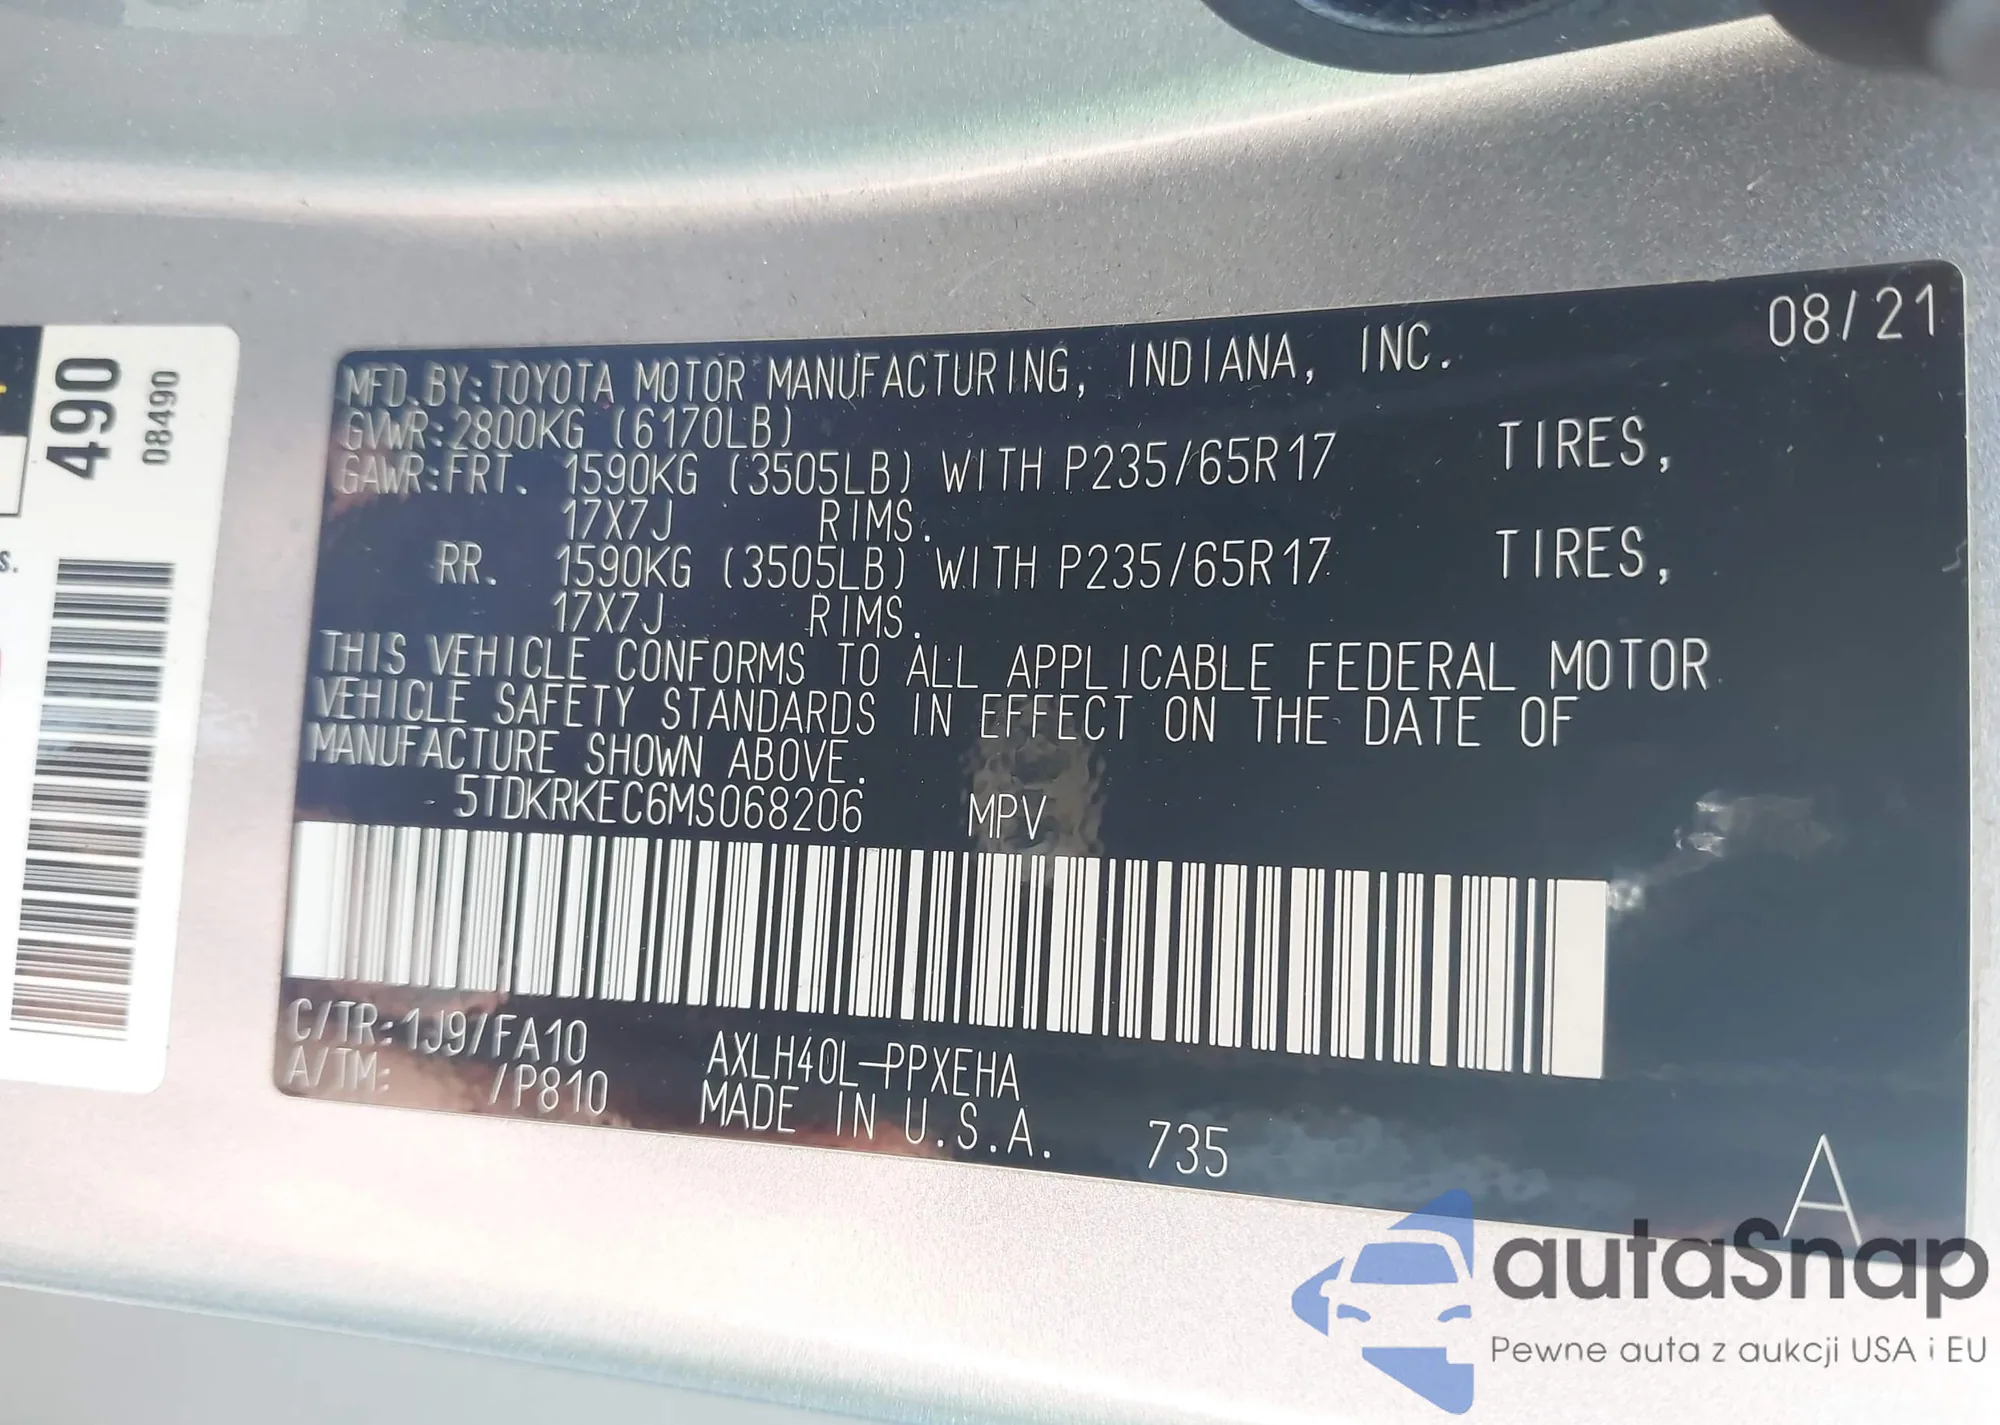 490
08490
s.
08/21
MFD.BY:TOYOTA MOTOR MANUFACTURING, INDIANA, INC.
GVWR:2800KG (6170LB)
GAWR:FRT. 1590KG (3505LB) WITH P235/65R17 TIRES,
17X7J RIMS.
RR. 1590KG (3505LB) WITH P235/65R17 TIRES,
17X7J RIMS.
THIS VEHICLE CONFORMS TO ALL APPLICABLE FEDERAL MOTOR
VEHICLE SAFETY STANDARDS IN EFFECT ON THE DATE OF
MANUFACTURE SHOWN ABOVE.
5TDKRKEC6MS068206 MPV
C/TR:1J9/FA10 AXLH40L-PPXEHA
A/TM: /P810 MADE IN U.S.A. 735
A
autaSnap
Pewne auta z aukcji USA i EU